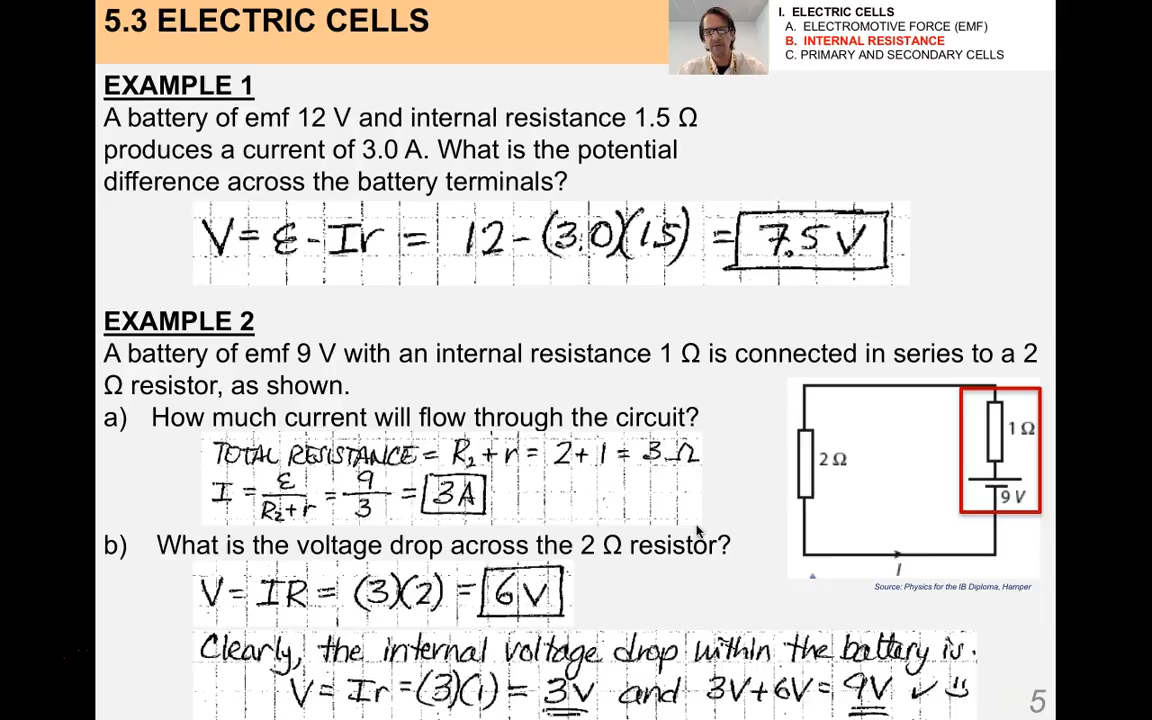 5.3 ELECTRIC CELLS
I. ELECTRIC CELLS
A. ELECTROMOTIVE FORCE (EMF)
B. INTERNAL RESISTANCE
C. PRIMARY AND SECONDARY CELLS
EXAMPLE 1
A battery of emf 12 V and internal resistance 1.5 Ω
produces a current of 3.0 A. What is the potential
difference across the battery terminals?
V = ε - Ir = 12 - (3.0)(1.5) = 7.5 V
EXAMPLE 2
A battery of emf 9 V with an internal resistance 1 Ω is connected in series to a 2
Ω resistor, as shown.
a) How much current will flow through the circuit?
TOTAL RESISTANCE = R₂ + r = 2 + 1 = 3 Ω
I = ε/(R₂+r) = 9/3 = 3A
1 Ω
2 Ω
9 V
I
b) What is the voltage drop across the 2 Ω resistor?
Source: Physics for the IB Diploma, Hamper
V = IR = (3)(2) = 6 V
Clearly, the internal voltage drop within the battery is.
V = Ir = (3)(1) = 3V and 3V + 6V = 9V ✓ ☺
5